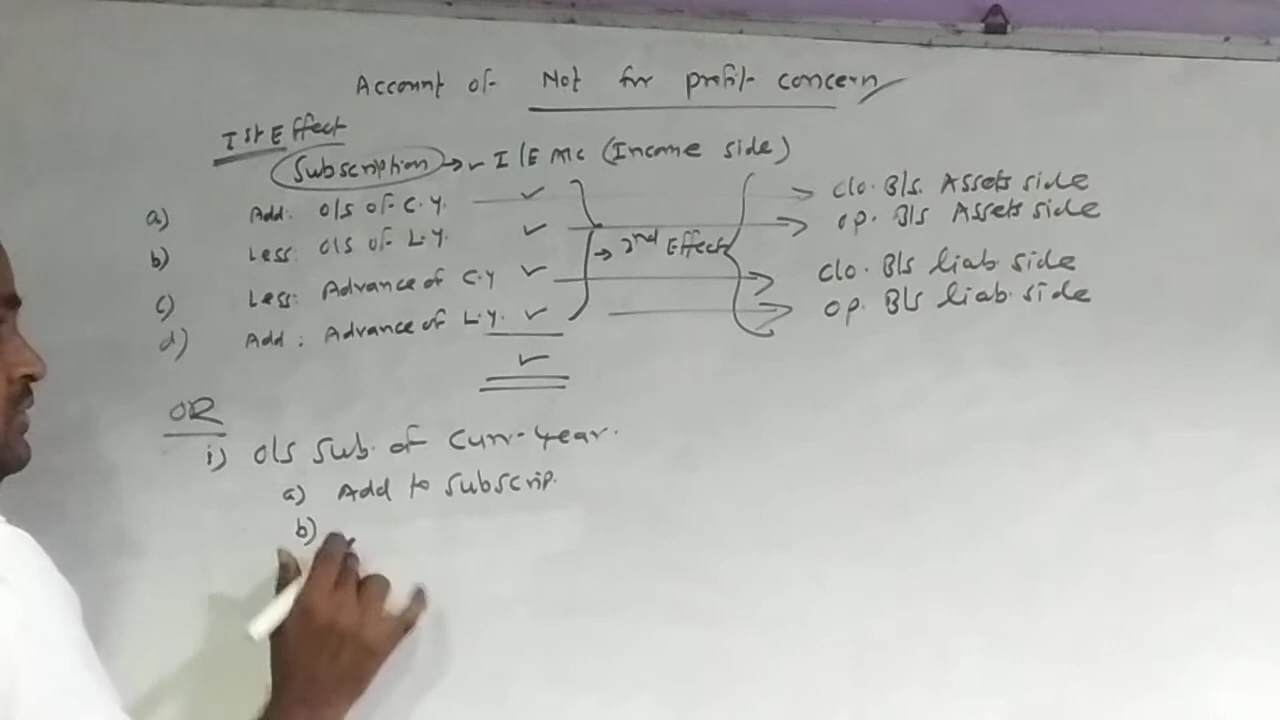 Account of Not for profit concern
Ist Effect
Subscription → I/E A/c (Income side)
a) Add: O/S of C.Y. ✓ clo. B/s. Assets side
b) Less: O/S of L.Y. ✓ op. B/s Assets side
→ 2nd Effect
c) Less: Advance of C.Y ✓ clo. B/s liab side
d) Add: Advance of L.Y. ✓ op. B/s liab. side
✓
OR
i) O/s Sub. of Curr-year.
a) Add to Subscrip.
b)